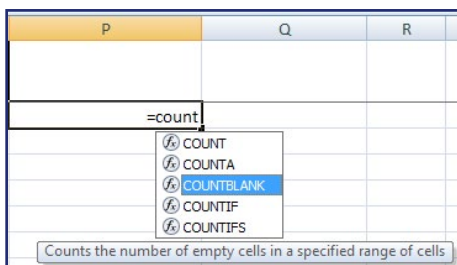 P Q R
=count
COUNT
COUNTA
COUNTBLANK
COUNTIF
COUNTIFS
Counts the number of empty cells in a specified range of cells